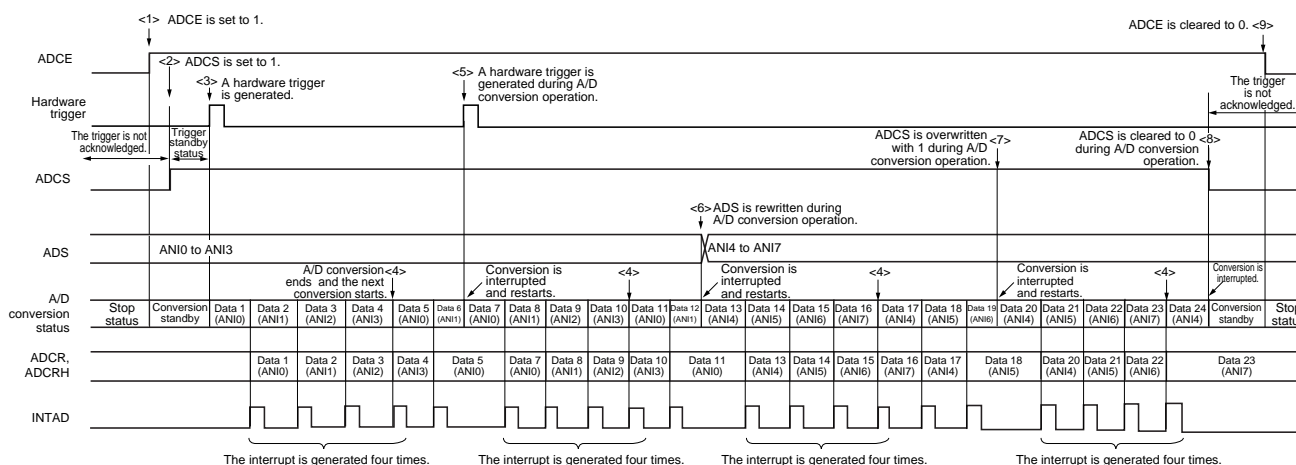 <1> ADCE is set to 1.
ADCE is cleared to 0. <9>
ADCE
<2> ADCS is set to 1.
<3> A hardware trigger
is generated.
<5> A hardware trigger is
generated during A/D
conversion operation.
The trigger
is not
acknowledged.
Hardware
trigger
The trigger is not
acknowledged.
Trigger
standby
status
ADCS is overwritten
with 1 during A/D
conversion operation.
<7>
ADCS is cleared to 0
during A/D conversion
operation.
<8>
ADCS
<6> ADS is rewritten during
A/D conversion operation.
ADS
ANI0 to ANI3
ANI4 to ANI7
A/D conversion
ends and the next
conversion starts.
<4>
Conversion is
interrupted
and restarts.
<4>
Conversion is
interrupted
and restarts.
<4>
Conversion is
interrupted
and restarts.
<4>
Conversion is
interrupted.
A/D
conversion
status
Stop
status
Conversion
standby
Data 1
(ANI0)
Data 2
(ANI1)
Data 3
(ANI2)
Data 4
(ANI3)
Data 5
(ANI0)
Data 6
(ANI1)
Data 7
(ANI0)
Data 8
(ANI1)
Data 9
(ANI2)
Data 10
(ANI3)
Data 11
(ANI0)
Data 12
(ANI1)
Data 13
(ANI4)
Data 14
(ANI5)
Data 15
(ANI6)
Data 16
(ANI7)
Data 17
(ANI4)
Data 18
(ANI5)
Data 19
(ANI6)
Data 20
(ANI4)
Data 21
(ANI5)
Data 22
(ANI6)
Data 23
(ANI7)
Data 24
(ANI4)
Conversion
standby
Stop
status
ADCR,
ADCRH
Data 1
(ANI0)
Data 2
(ANI1)
Data 3
(ANI2)
Data 4
(ANI3)
Data 5
(ANI0)
Data 7
(ANI0)
Data 8
(ANI1)
Data 9
(ANI2)
Data 10
(ANI3)
Data 11
(ANI0)
Data 13
(ANI4)
Data 14
(ANI5)
Data 15
(ANI6)
Data 16
(ANI7)
Data 17
(ANI4)
Data 18
(ANI5)
Data 20
(ANI4)
Data 21
(ANI5)
Data 22
(ANI6)
Data 23
(ANI7)
INTAD
The interrupt is generated four times.
The interrupt is generated four times.
The interrupt is generated four times.
The interrupt is generated four times.